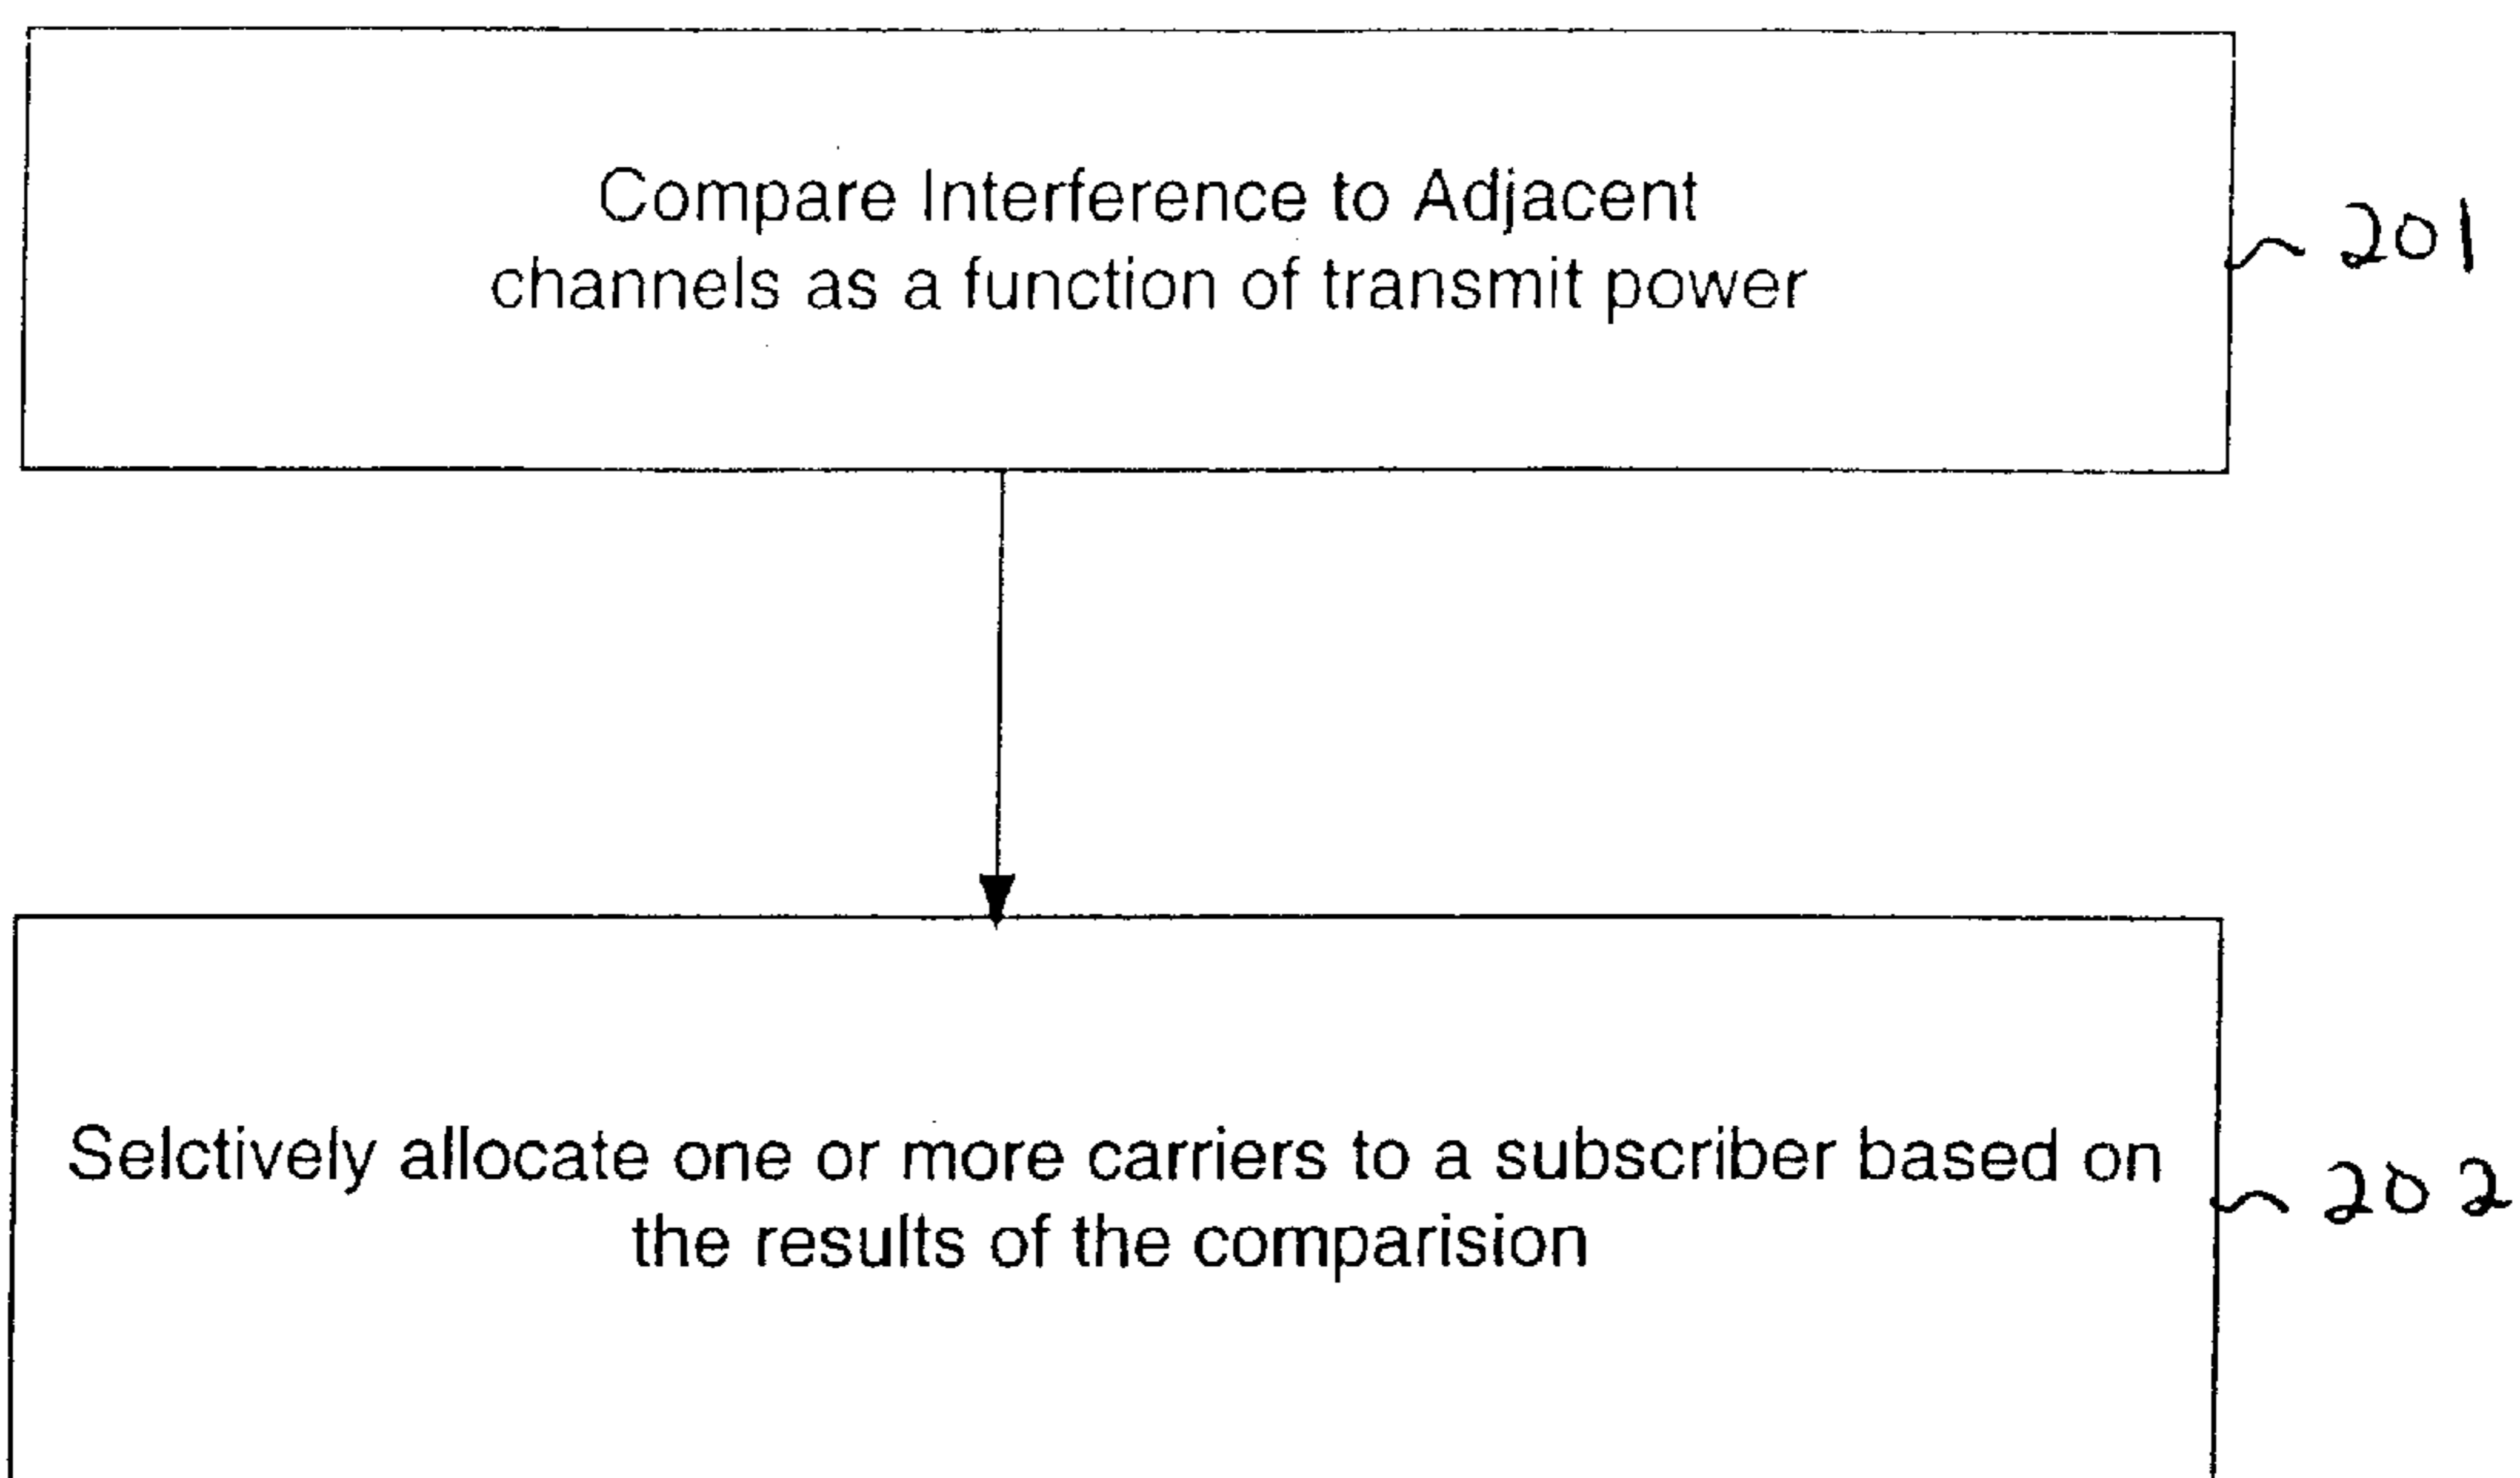 Compare Interference to Adjacent
channels as a function of transmit power
201
Selctively allocate one or more carriers to a subscriber based on
the results of the comparision
202